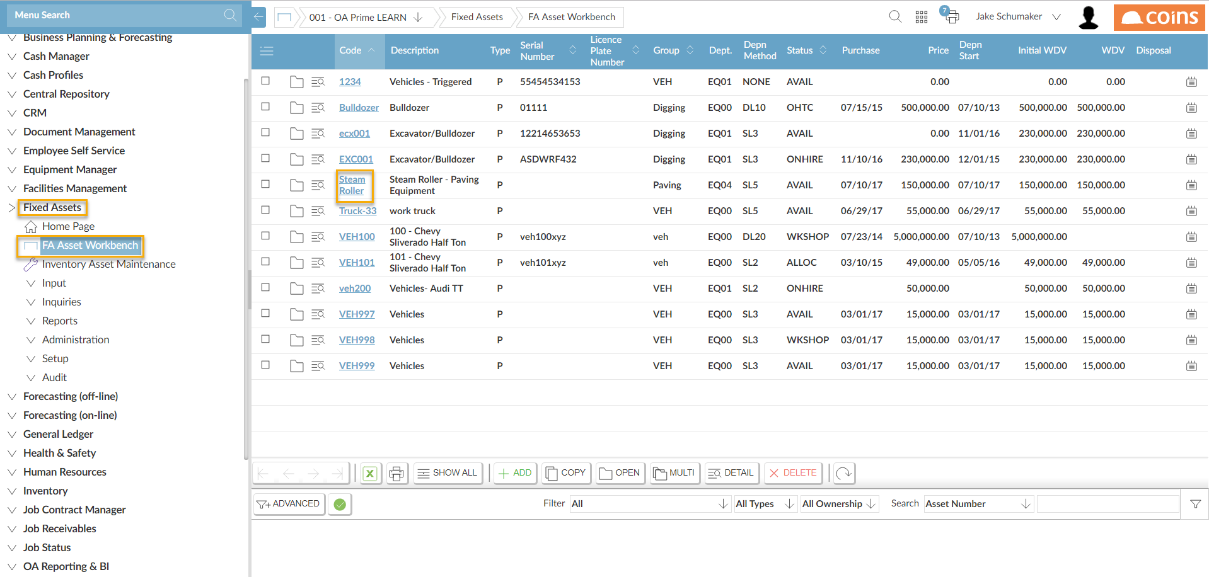 Menu Search
001 - OA Prime LEARN
Fixed Assets
FA Asset Workbench
7
Jake Schumaker
coins
Business Planning & Forecasting
Cash Manager
Cash Profiles
Central Repository
CRM
Document Management
Employee Self Service
Equipment Manager
Facilities Management
Fixed Assets
Home Page
FA Asset Workbench
Inventory Asset Maintenance
Input
Inquiries
Reports
Administration
Setup
Audit
Forecasting (off-line)
Forecasting (on-line)
General Ledger
Health & Safety
Human Resources
Inventory
Job Contract Manager
Job Receivables
Job Status
OA Reporting & BI
Code Description Type Serial Number Licence Plate Number Group Dept. Depn Method Status Purchase Price Depn Start Initial WDV WDV Disposal
1234 Vehicles - Triggered P 55454534153 VEH EQ01 NONE AVAIL 0.00 0.00 0.00
Bulldozer Bulldozer P 01111 Digging EQ00 DL10 OHTC 07/15/15 500,000.00 07/10/13 500,000.00 500,000.00
ecx001 Excavator/Bulldozer P 12214653653 Digging EQ01 SL3 AVAIL 0.00 11/01/16 230,000.00 230,000.00
EXC001 Excavator/Bulldozer P ASDWRF432 Digging EQ01 SL3 ONHIRE 11/10/16 230,000.00 12/01/15 230,000.00 230,000.00
Steam Roller Steam Roller - Paving Equipment P Paving EQ04 SL5 AVAIL 07/10/17 150,000.00 07/10/17 150,000.00 150,000.00
Truck-33 work truck P VEH EQ00 SL5 AVAIL 06/29/17 55,000.00 06/29/17 55,000.00 55,000.00
VEH100 100 - Chevy Sliverado Half Ton P veh100xyz veh EQ00 DL20 WKSHOP 07/23/14 5,000,000.00 07/10/13 5,000,000.00
VEH101 101 - Chevy Sliverado Half Ton P veh101xyz veh EQ00 SL2 ALLOC 03/10/15 49,000.00 05/05/16 49,000.00 49,000.00
veh200 Vehicles- Audi TT P VEH EQ01 SL2 ONHIRE 50,000.00 50,000.00 50,000.00
VEH997 Vehicles P VEH EQ00 SL3 AVAIL 03/01/17 15,000.00 03/01/17 15,000.00 15,000.00
VEH998 Vehicles P VEH EQ00 SL3 WKSHOP 03/01/17 15,000.00 03/01/17 15,000.00 15,000.00
VEH999 Vehicles P VEH EQ00 SL3 AVAIL 03/01/17 15,000.00 03/01/17 15,000.00 15,000.00
X SHOW ALL ADD COPY OPEN MULTI DETAIL DELETE
ADVANCED Filter All All Types All Ownership Search Asset Number